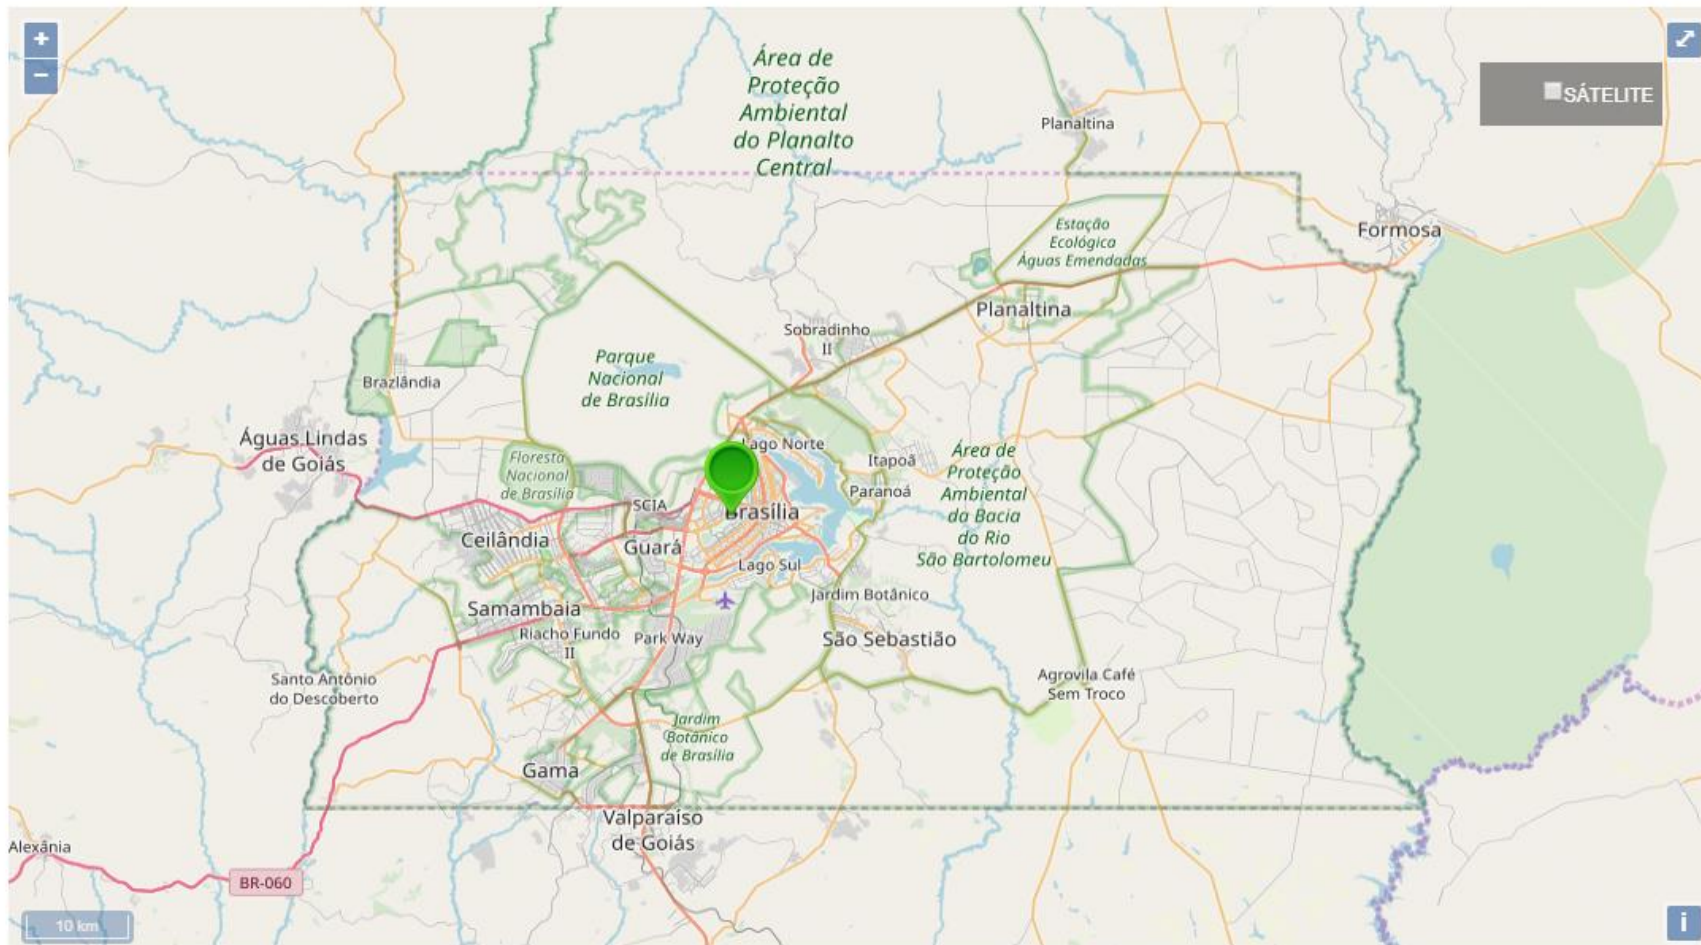 +
−
Área de
Proteção
Ambiental
do Planalto
Central
SÁTELITE
Planaltina
Formosa
Estação
Ecológica
Águas Emendadas
Planaltina
Sobradinho
II
Parque
Nacional
de Brasília
Brazlândia
Águas Lindas
de Goiás
Lago Norte
Floresta
Nacional
de Brasília
Itapoã
Área de
Proteção
Ambiental
da Bacia
do Rio
São Bartolomeu
Paranoá
SCIA
Brasília
Ceilândia
Guará
Lago Sul
Jardim Botânico
Samambaia
Riacho Fundo
II
Park Way
São Sebastião
Santo Antônio
do Descoberto
Agrovila Café
Sem Troco
Jardim
Botânico
de Brasília
Gama
Valparaíso
de Goiás
Alexânia
BR-060
10 km
i